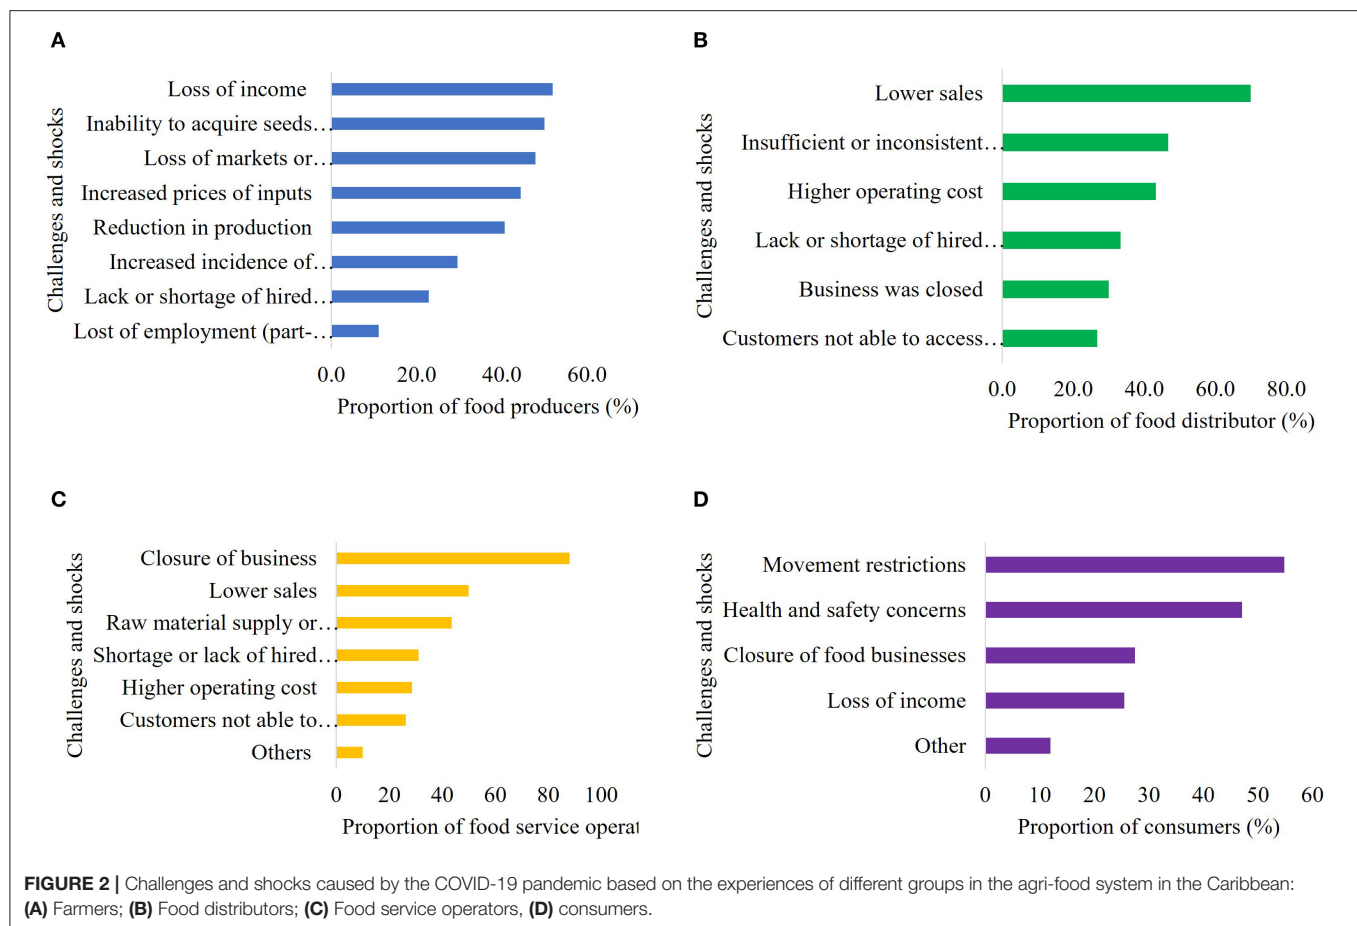 A
Challenges and shocks
Loss of income
Inability to acquire seeds…
Loss of markets or…
Increased prices of inputs
Reduction in production
Increased incidence of…
Lack or shortage of hired…
Lost of employment (part-…
0.0 20.0 40.0 60.0
Proportion of food producers (%)
B
Challenges and shocks
Lower sales
Insufficient or inconsistent…
Higher operating cost
Lack or shortage of hired…
Business was closed
Customers not able to access…
0.0 20.0 40.0 60.0 80.0
Proportion of food distributor (%)
C
Challenges and shocks
Closure of business
Lower sales
Raw material supply or…
Shortage or lack of hired…
Higher operating cost
Customers not able to…
Others
0 20 40 60 80 100
Proportion of food service operat
D
Challenges and shocks
Movement restrictions
Health and safety concerns
Closure of food businesses
Loss of income
Other
0 10 20 30 40 50 60
Proportion of consumers (%)
FIGURE 2 | Challenges and shocks caused by the COVID-19 pandemic based on the experiences of different groups in the agri-food system in the Caribbean:
(A) Farmers; (B) Food distributors; (C) Food service operators, (D) consumers.